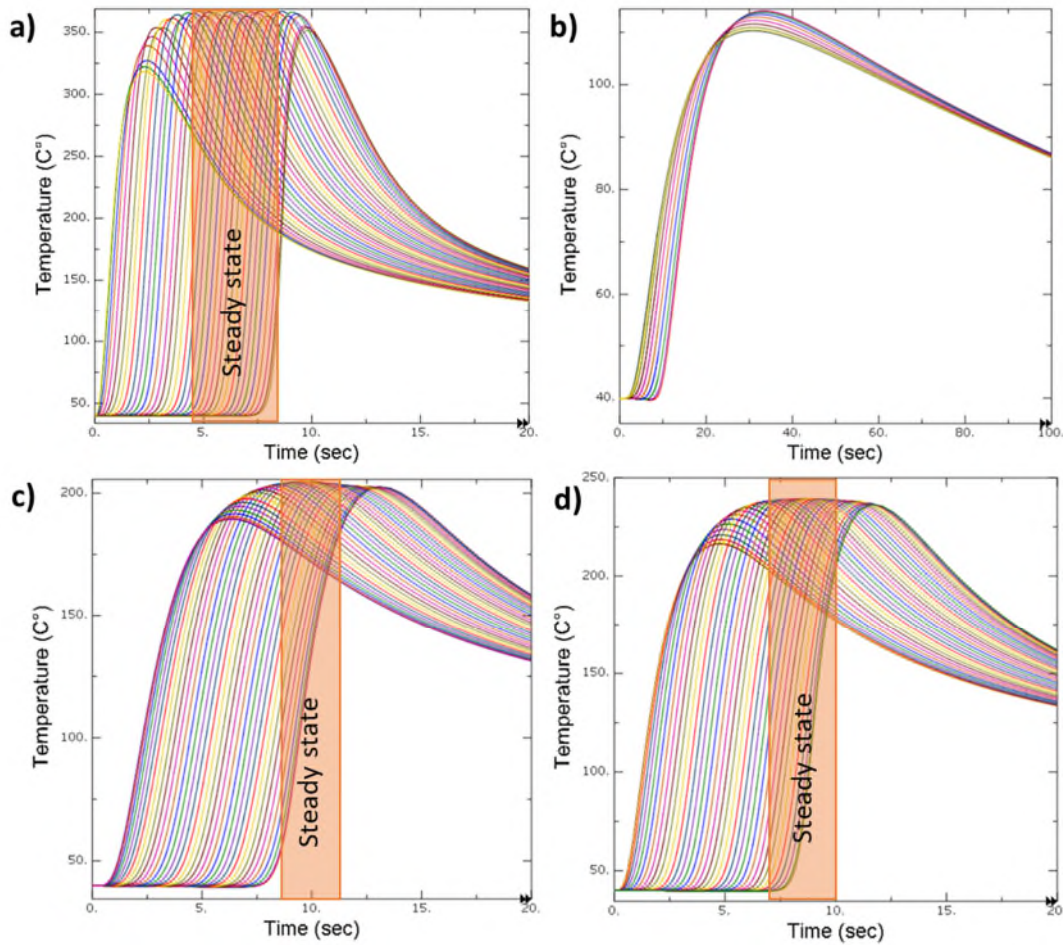 a)
350.
300.
250.
200.
150.
100.
50.
0.
5.
10.
15.
20.
Temperature (C°)
Time (sec)
Steady state
b)
100.
80.
60.
40.
0.
20.
40.
60.
80.
100.
Temperature (C°)
Time (sec)
c)
200.
150.
100.
50.
0.
5.
10.
15.
20.
Temperature (C°)
Time (sec)
Steady state
d)
250.
200.
150.
100.
50.
0.
5.
10.
15.
20.
Temperature (C°)
Time (sec)
Steady state